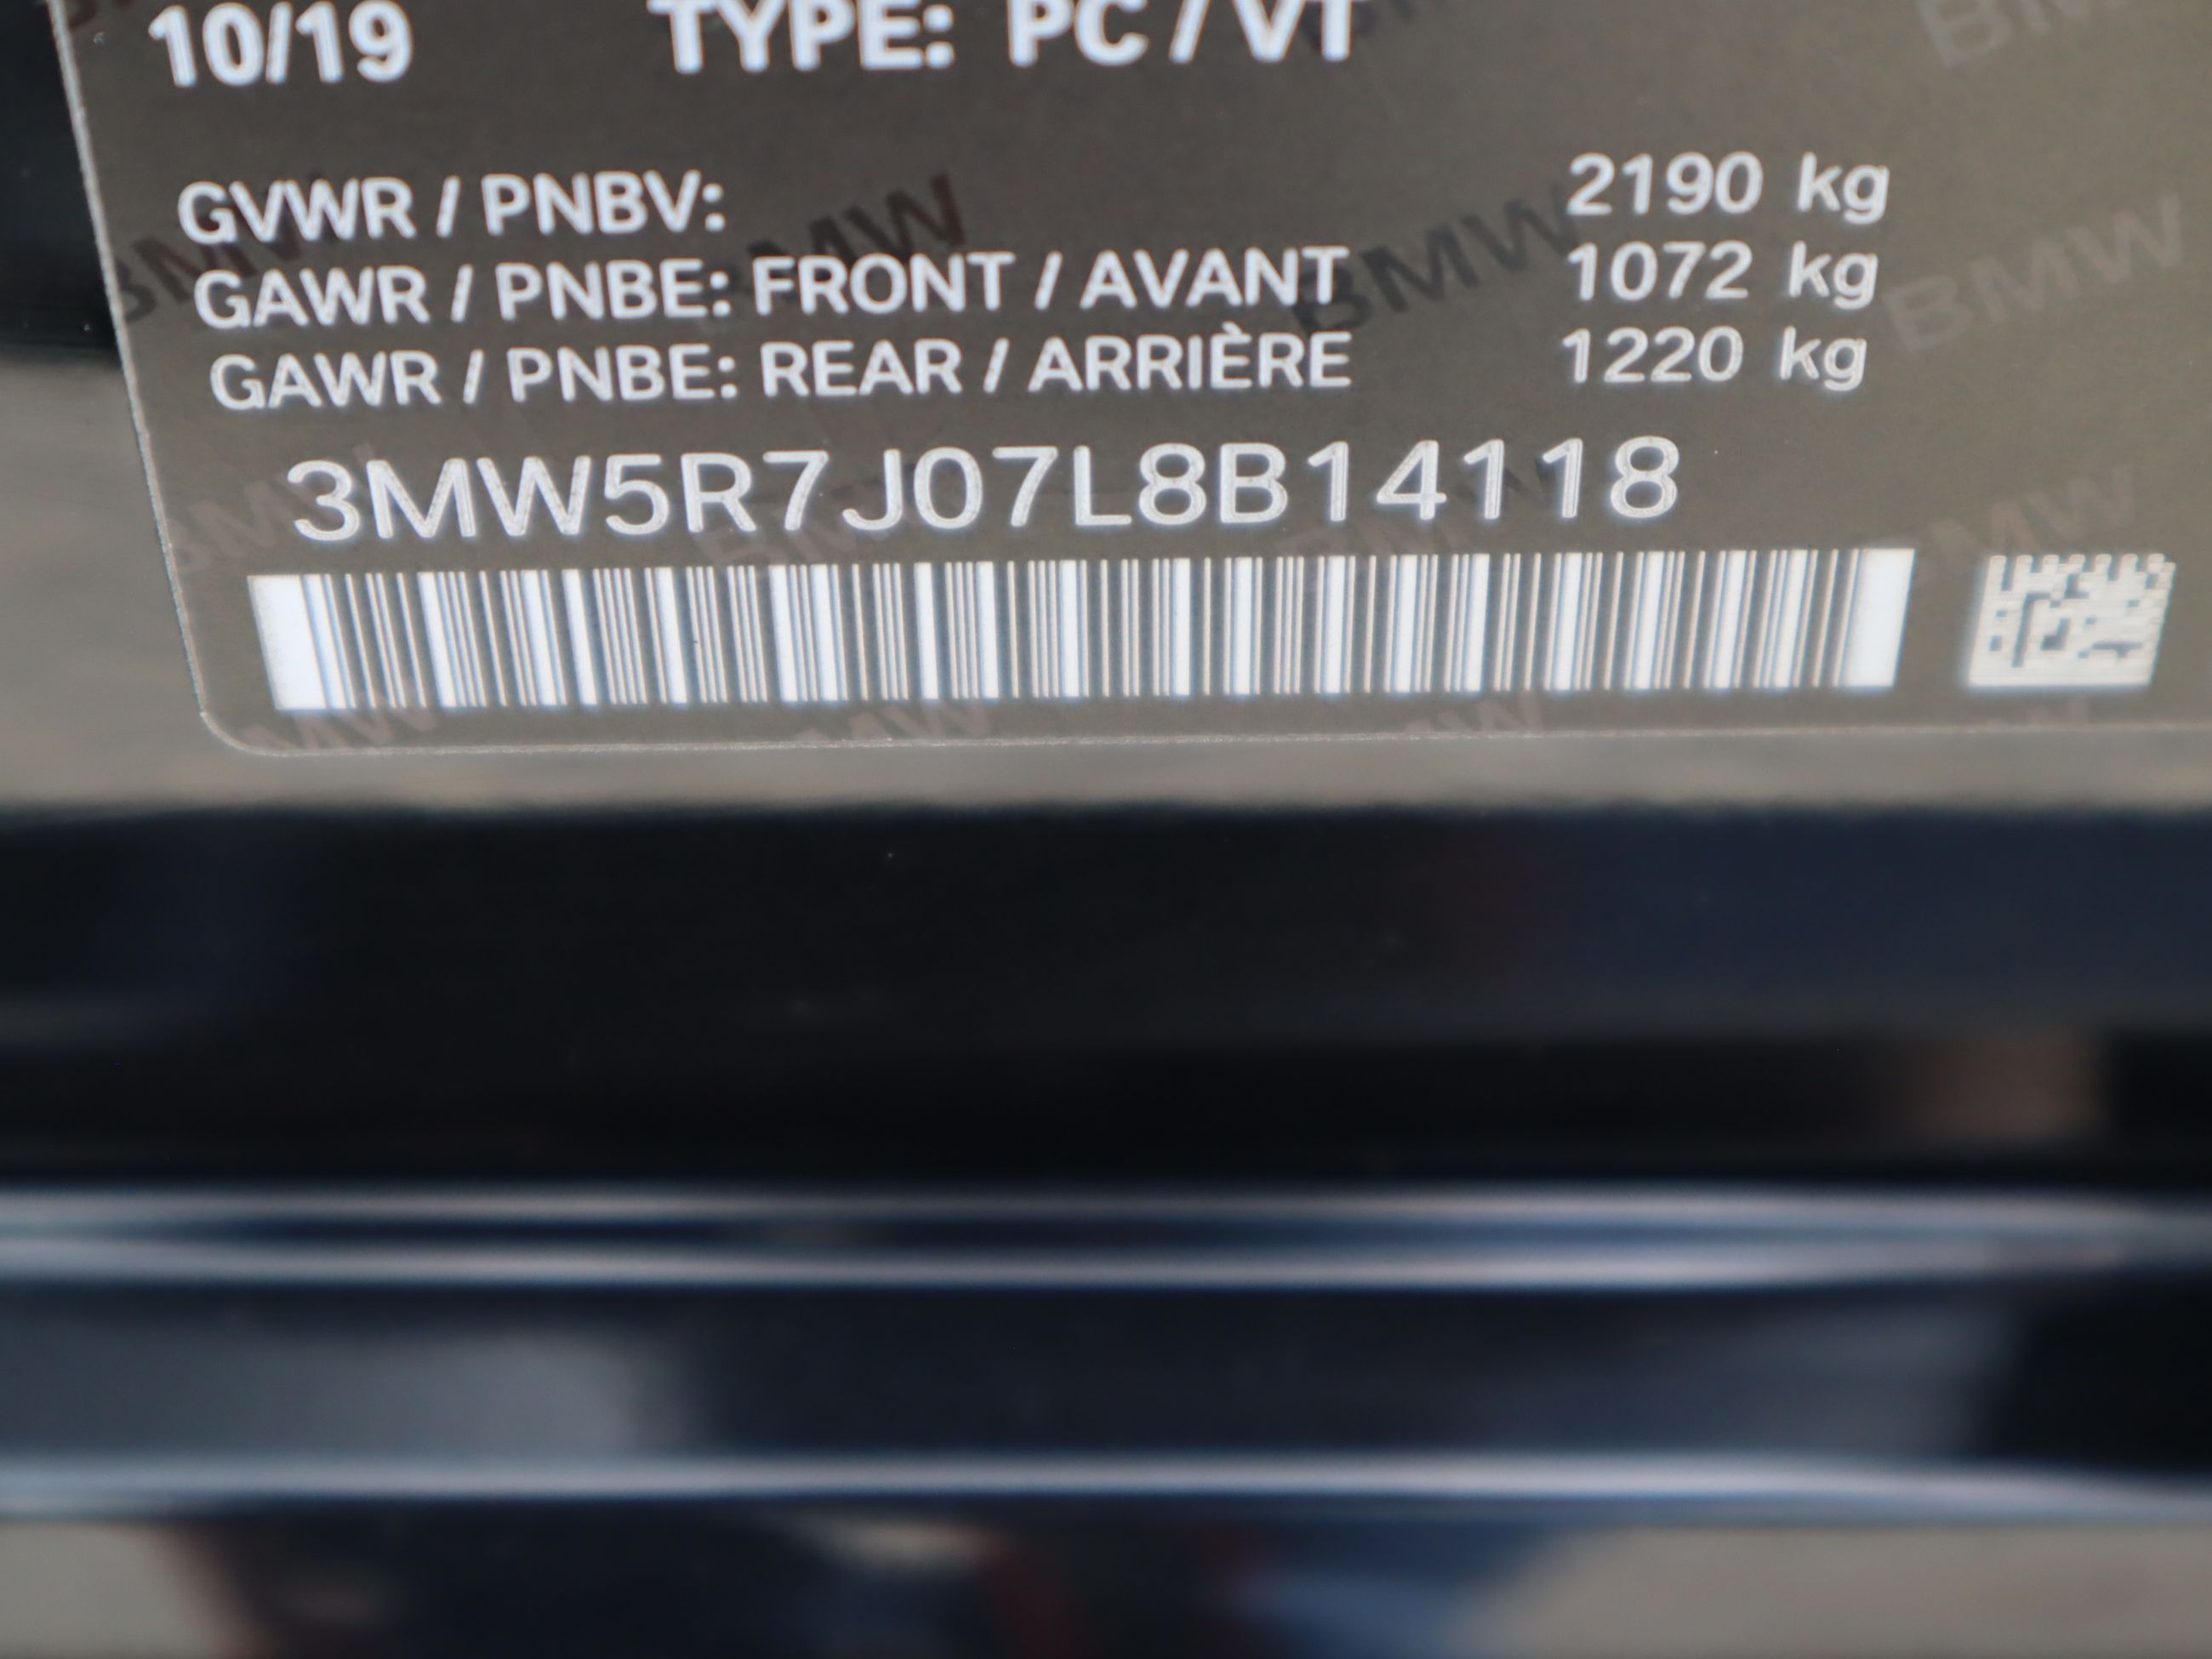 10/19 TYPE: PC / VT
GVWR / PNBV: 2190 kg
GAWR / PNBE: FRONT / AVANT 1072 kg
GAWR / PNBE: REAR / ARRIÈRE 1220 kg
3MW5R7J07L8B14118